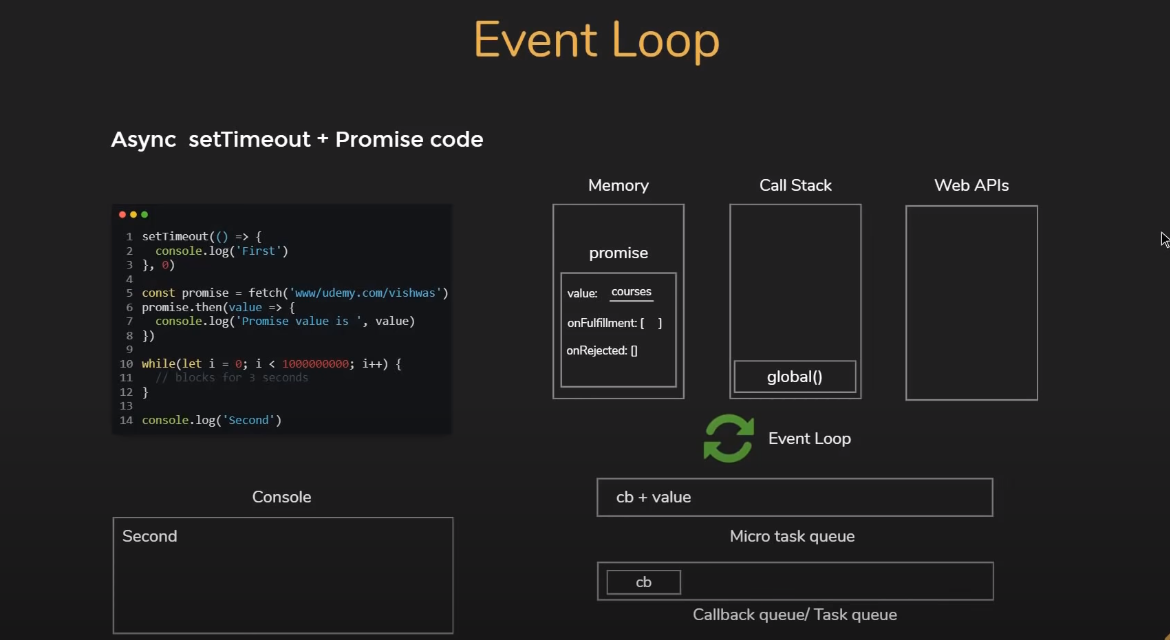 Event Loop
Async setTimeout + Promise code
Memory
Call Stack
Web APIs
1 setTimeout(() => {
2 console.log('First')
3 }, 0)
4
5 const promise = fetch('www/udemy.com/vishwas')
6 promise.then(value => {
7 console.log('Promise value is ', value)
8 })
9
10 while(let i = 0; i < 1000000000; i++) {
11 // blocks for 3 seconds
12 }
13
14 console.log('Second')
promise
value: courses
onFulfillment: [ ]
onRejected: []
global()
Event Loop
Console
Second
cb + value
Micro task queue
cb
Callback queue/ Task queue